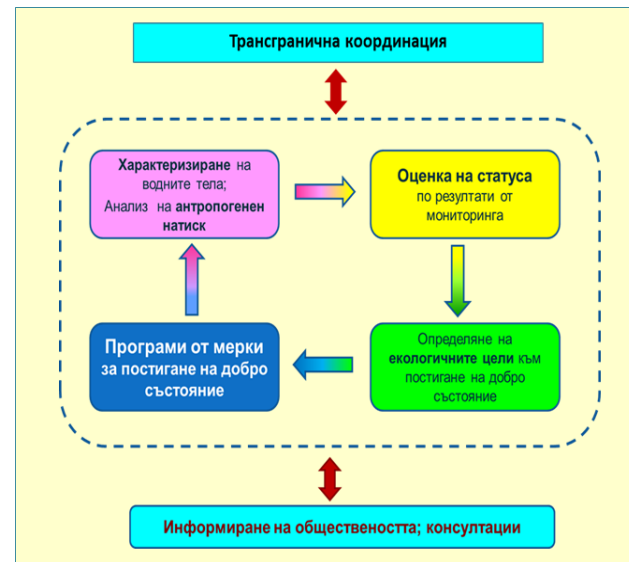 Трансгранична координация
Характеризиране на
водните тела;
Анализ на антропогенен
натиск
Оценка на статуса
по резултати от
мониторинга
Програми от мерки
за постигане на добро
състояние
Определяне на
екологичните цели към
постигане на добро
състояние
Информиране на обществеността; консултации